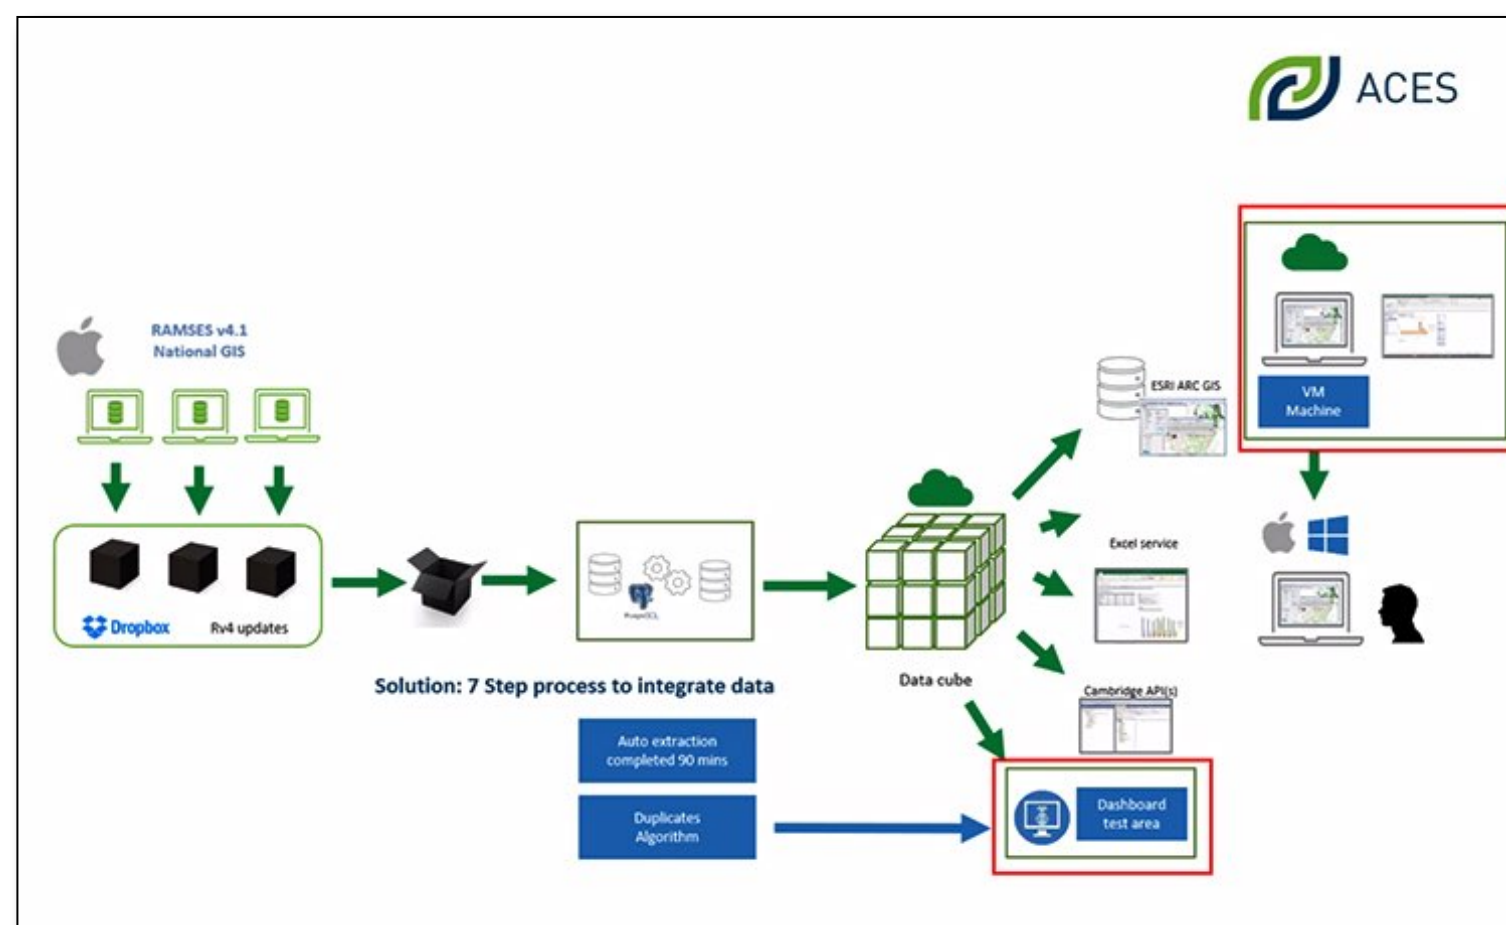 ACES
RAMSES v4.1
National GIS
ESRI ARC GIS
VM
Machine
Excel service
Dropbox
Rv4 updates
Solution: 7 Step process to integrate data
Data cube
Cambridge API(s)
Auto extraction
completed 90 mins
Duplicates
Algorithm
Dashboard
test area